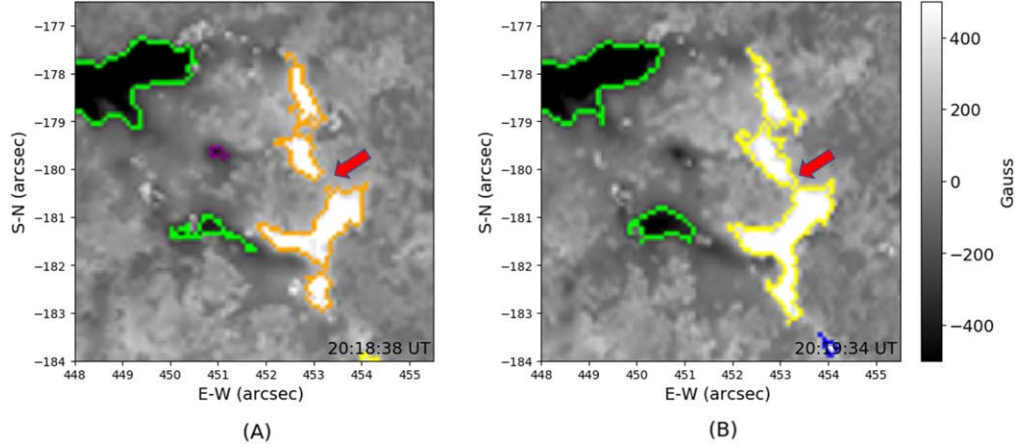 −177
−178
−179
−180
−181
−182
−183
−184
S-N (arcsec)
448 449 450 451 452 453 454 455
E-W (arcsec)
20:18:38 UT
(A)
−177
−178
−179
−180
−181
−182
−183
−184
S-N (arcsec)
448 449 450 451 452 453 454 455
E-W (arcsec)
20:19:34 UT
(B)
400
200
0
−200
−400
Gauss